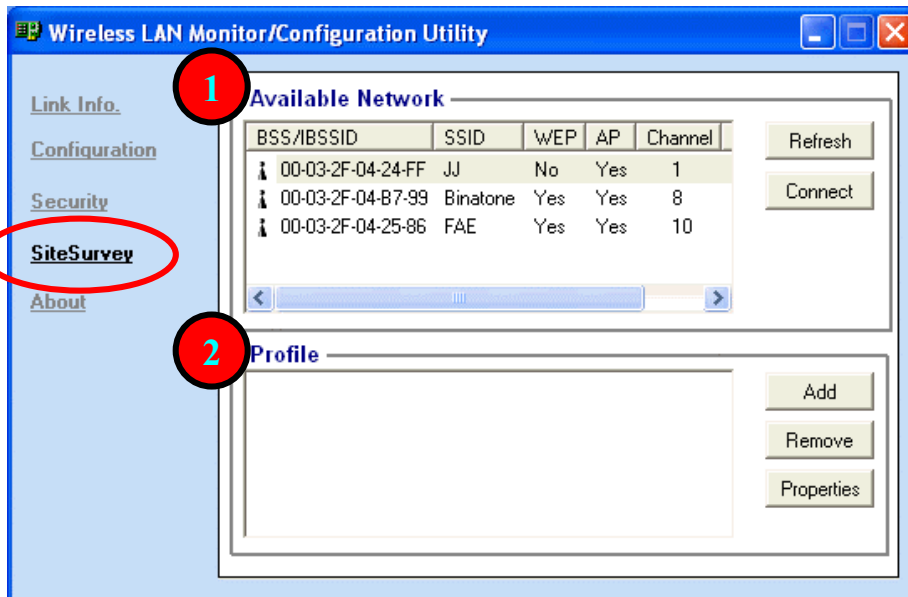 Wireless LAN Monitor/Configuration Utility
Link Info.
Configuration
Security
SiteSurvey
About
1
Available Network
BSS/IBSSID SSID WEP AP Channel
00-03-2F-04-24-FF JJ No Yes 1
00-03-2F-04-B7-99 Binatone Yes Yes 8
00-03-2F-04-25-86 FAE Yes Yes 10
Refresh
Connect
2
Profile
Add
Remove
Properties